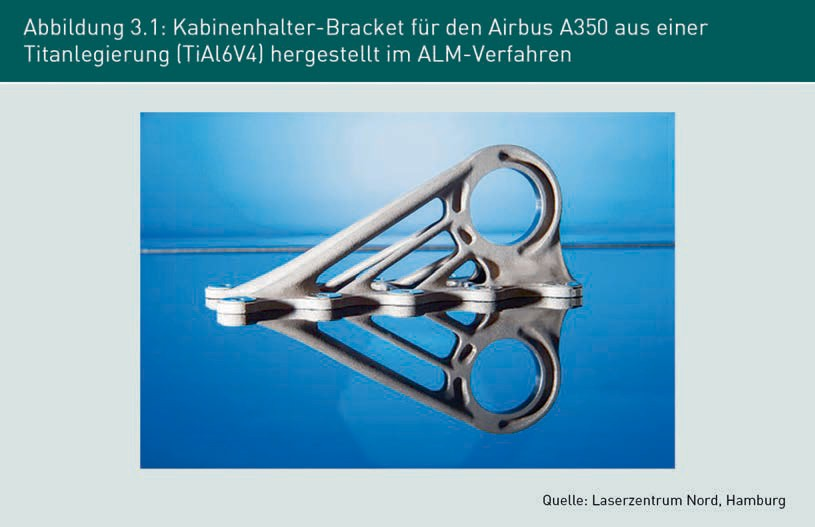 Abbildung 3.1: Kabinenhalter-Bracket für den Airbus A350 aus einer
Titanlegierung (TiAl6V4) hergestellt im ALM-Verfahren
Quelle: Laserzentrum Nord, Hamburg